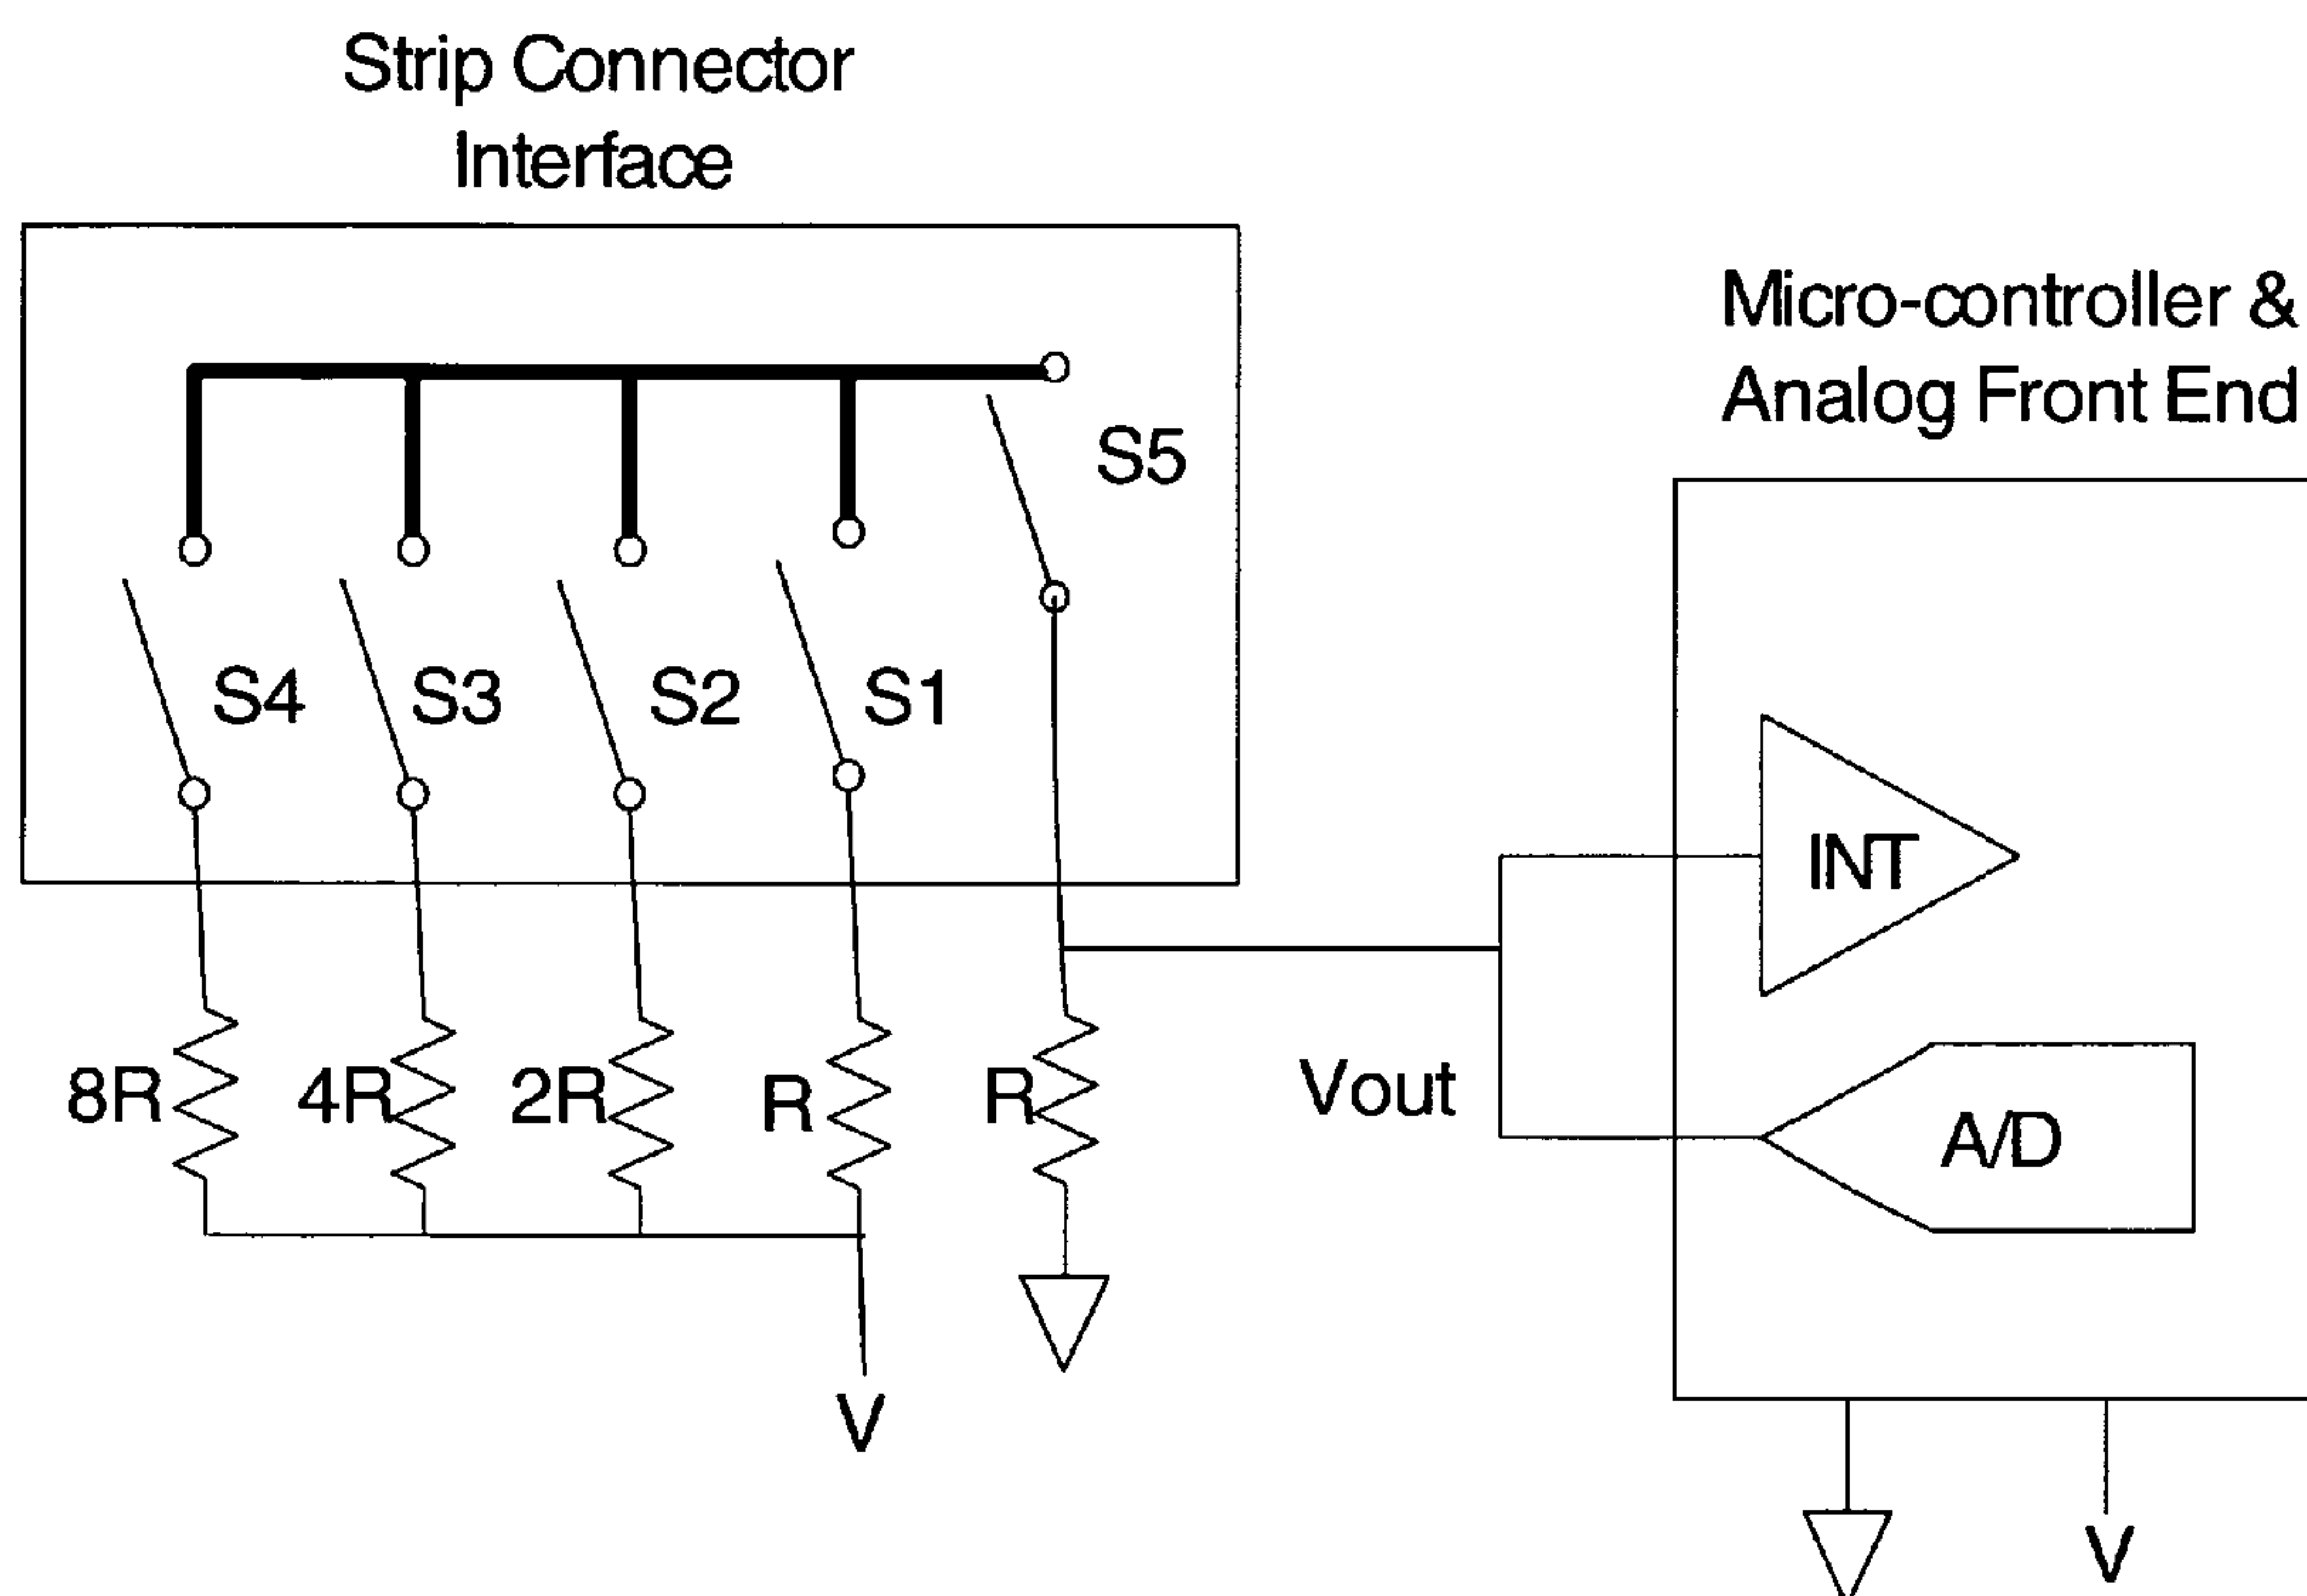 Strip Connector
Interface
Micro-controller &
Analog Front End
S5
S4
S3
S2
S1
INT
8R
4R
2R
R
R
Vout
A/D
V
V